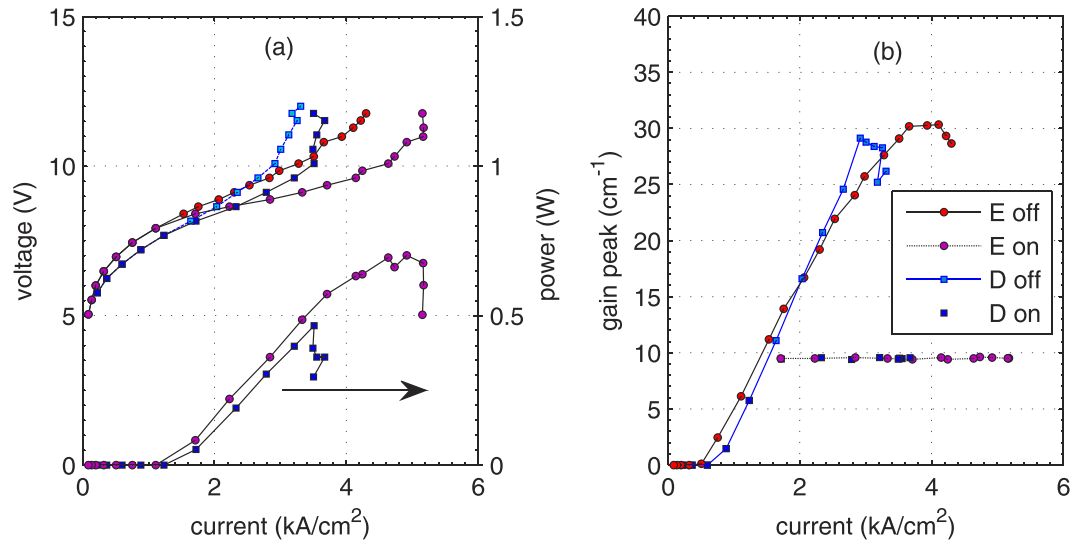 15
10
5
0
voltage (V)
(a)
1.5
1
0.5
0
power (W)
0
2
4
6
current (kA/cm²)
40
35
30
25
20
15
10
5
0
gain peak (cm⁻¹)
(b)
E off
E on
D off
D on
0
2
4
6
current (kA/cm²)